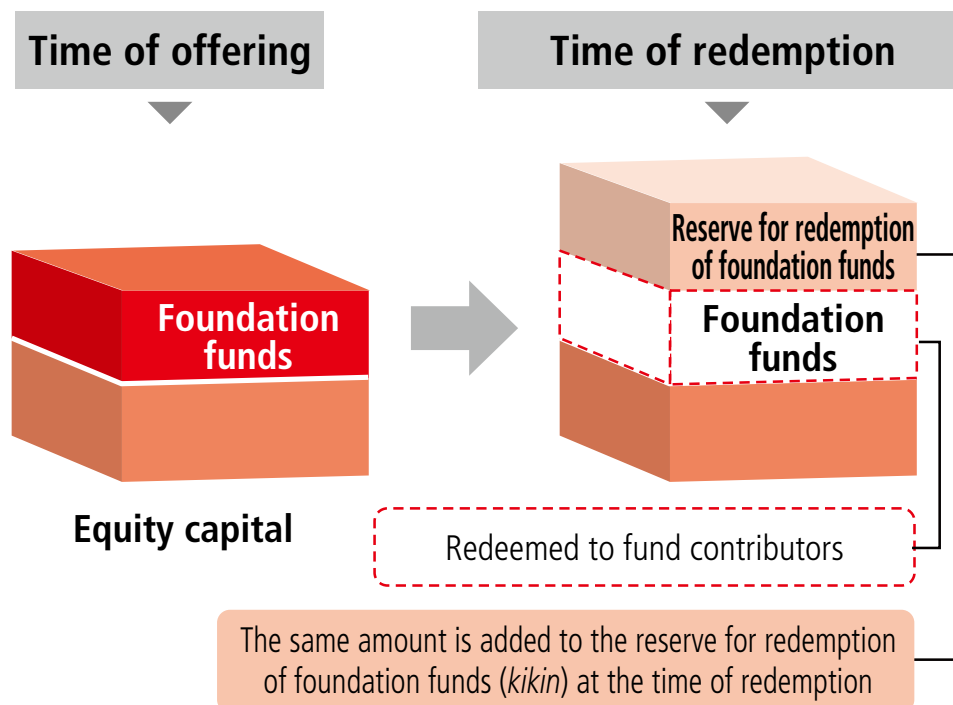 Time of offering
Time of redemption
Reserve for redemption
of foundation funds
Foundation
funds
Foundation
funds
Equity capital
Redeemed to fund contributors
The same amount is added to the reserve for redemption
of foundation funds (kikin) at the time of redemption